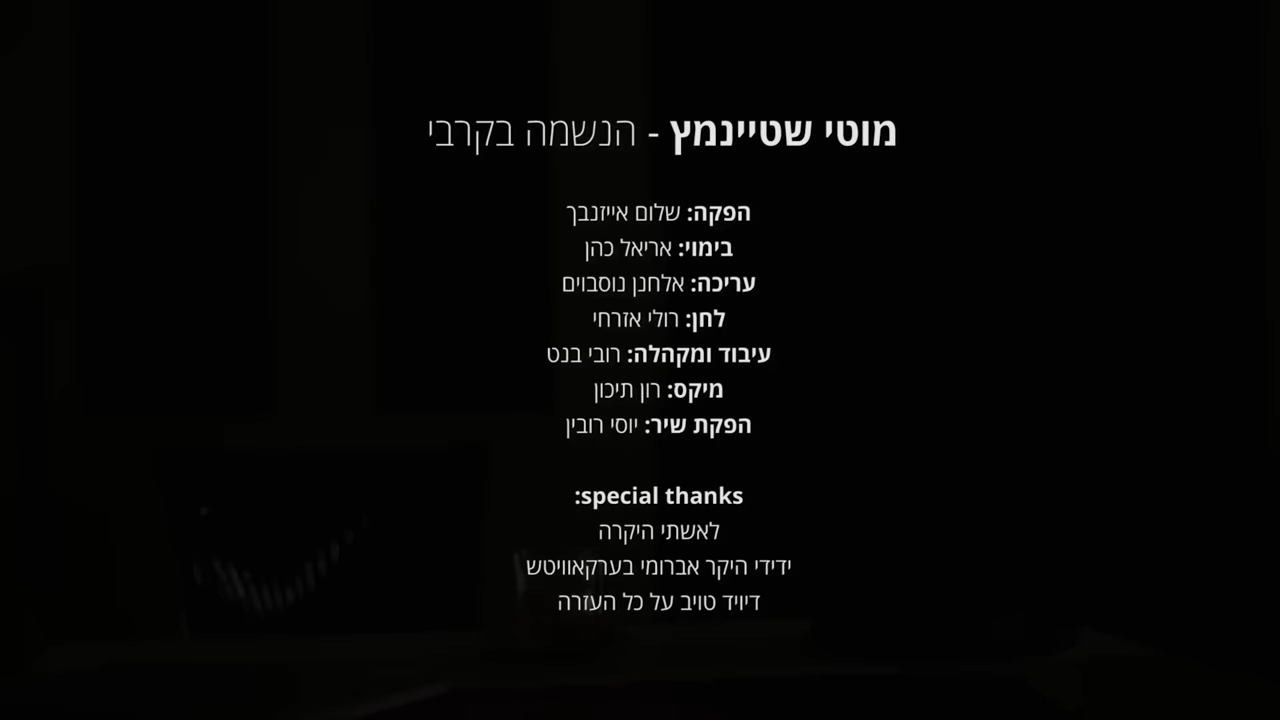 מוטי שטיינמץ - הנשמה בקרבי
הפקה: שלום אייזנבך
בימוי: אריאל כהן
עריכה: אלחנן נוסבוים
לחן: רולי אזרחי
עיבוד ומקהלה: רובי בנט
מיקס: רון תיכון
הפקת שיר: יוסי רובין
special thanks:
לאשתי היקרה
ידידי היקר אברומי בערקאוויטש
דיויד טויב על כל העזרה